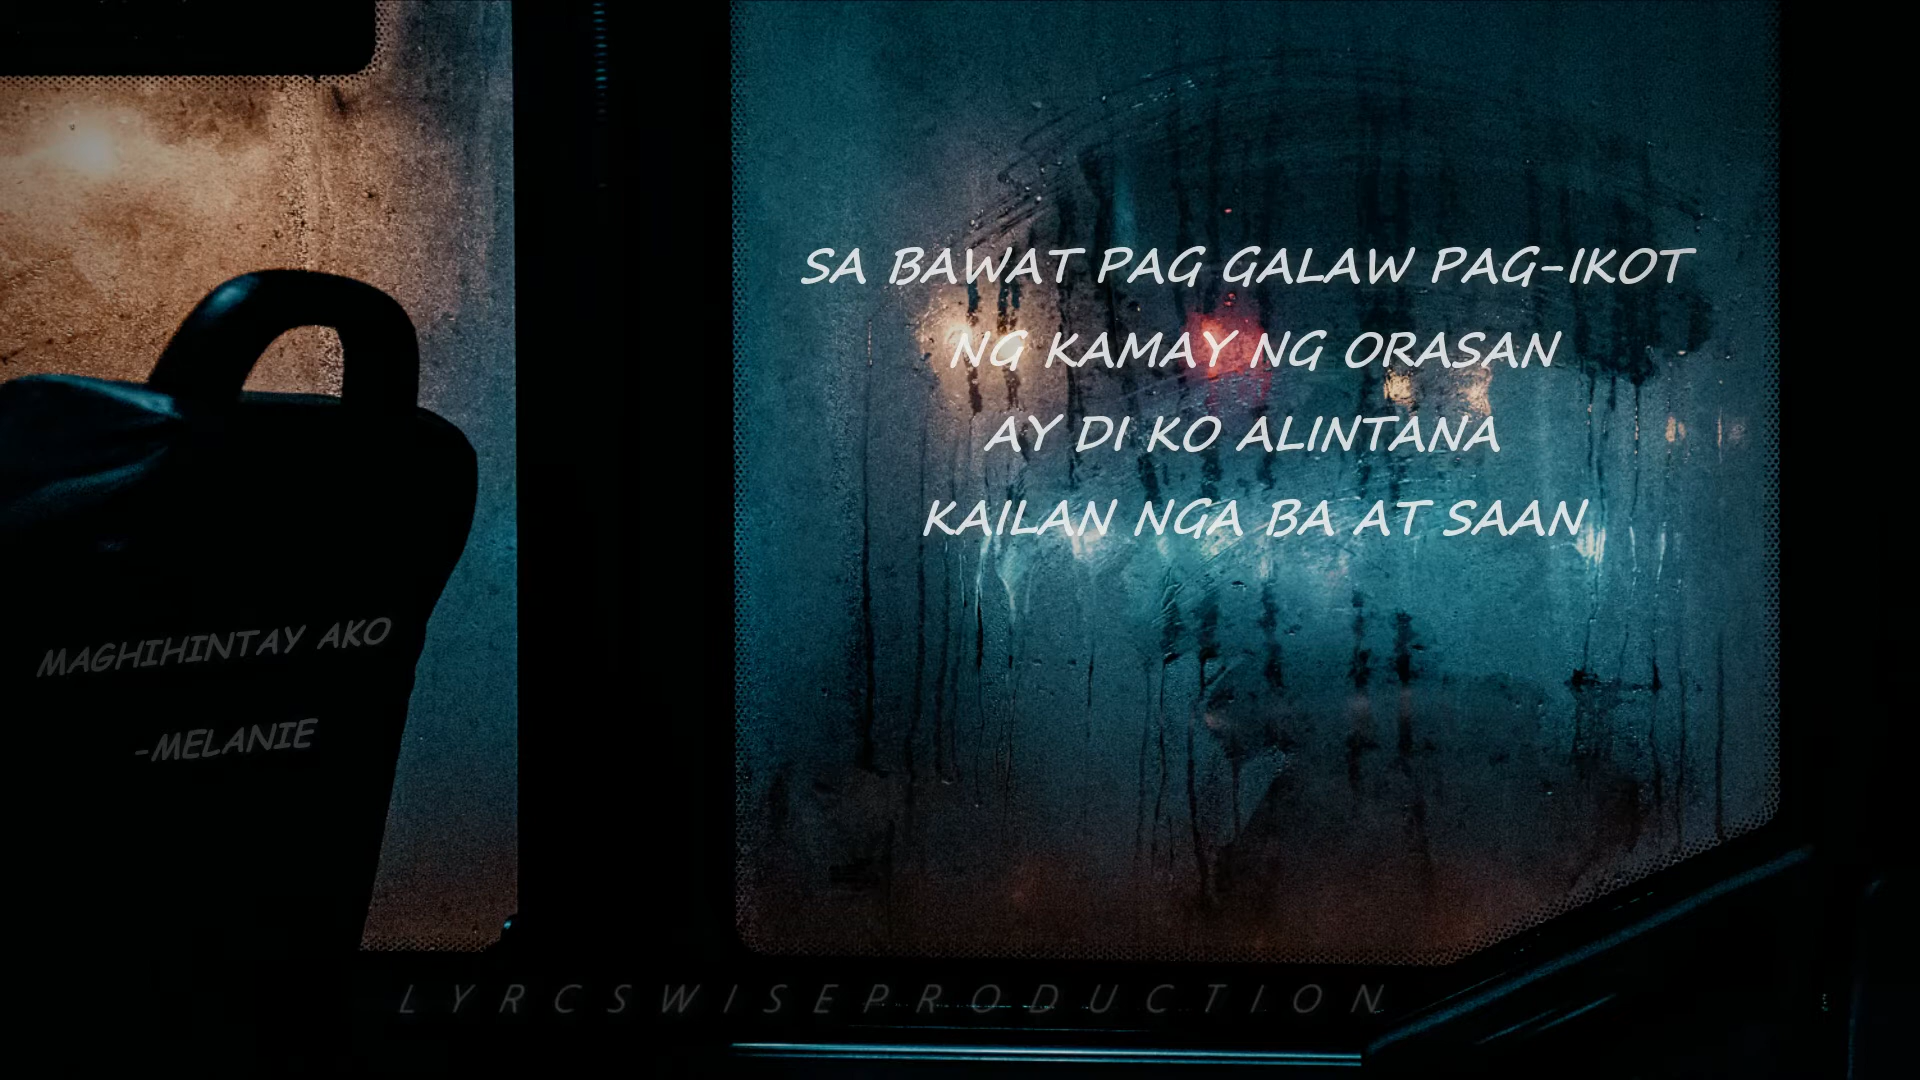 SA BAWAT PAG GALAW PAG-IKOT
NG KAMAY NG ORASAN
AY DI KO ALINTANA
KAILAN NGA BA AT SAAN
MAGHIHINTAY AKO
-MELANIE
LYRCSWISEPRODUCTION